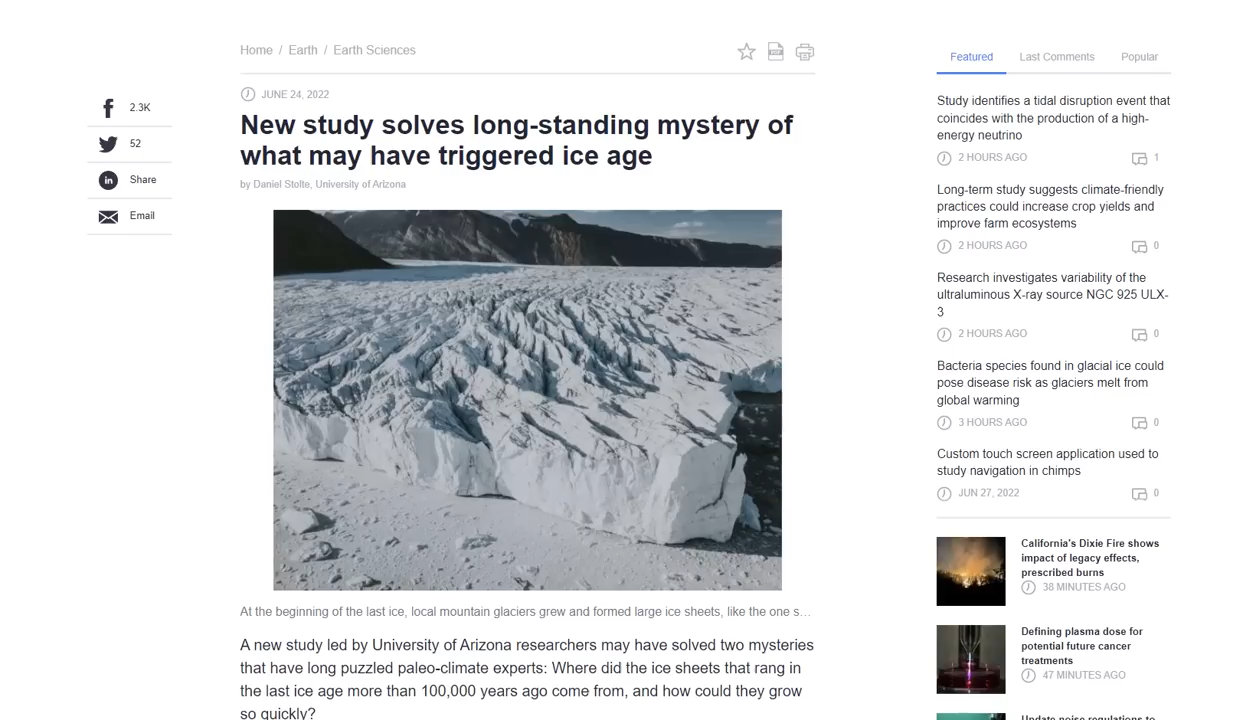 Home / Earth / Earth Sciences
PDF
2.3K
52
in Share
Email
JUNE 24, 2022
New study solves long-standing mystery of
what may have triggered ice age
by Daniel Stolte, University of Arizona
At the beginning of the last ice, local mountain glaciers grew and formed large ice sheets, like the one s...
A new study led by University of Arizona researchers may have solved two mysteries
that have long puzzled paleo-climate experts: Where did the ice sheets that rang in
the last ice age more than 100,000 years ago come from, and how could they grow
so quickly?
Featured Last Comments Popular
Study identifies a tidal disruption event that
coincides with the production of a high-
energy neutrino
2 HOURS AGO 1
Long-term study suggests climate-friendly
practices could increase crop yields and
improve farm ecosystems
2 HOURS AGO 0
Research investigates variability of the
ultraluminous X-ray source NGC 925 ULX-
3
2 HOURS AGO 0
Bacteria species found in glacial ice could
pose disease risk as glaciers melt from
global warming
3 HOURS AGO 0
Custom touch screen application used to
study navigation in chimps
JUN 27, 2022 0
California's Dixie Fire shows
impact of legacy effects,
prescribed burns
38 MINUTES AGO
Defining plasma dose for
potential future cancer
treatments
47 MINUTES AGO
Update noise regulations to